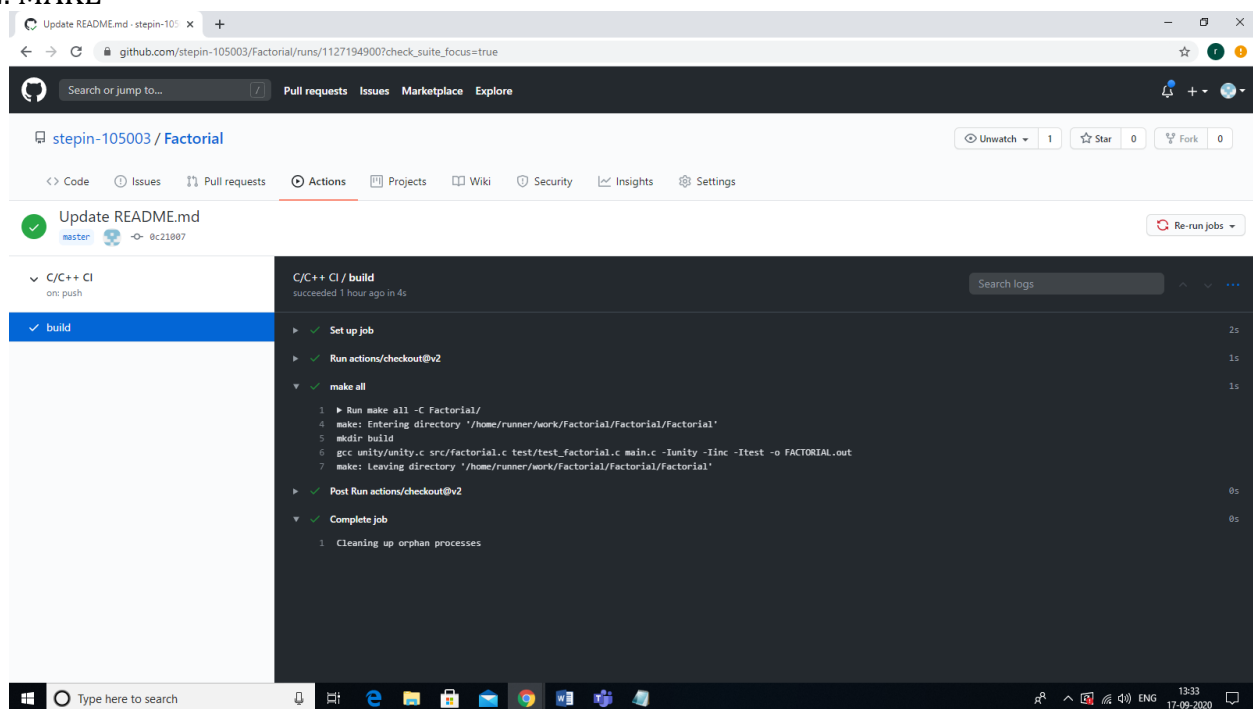 MAKE
Update README.md · stepin-105
github.com/stepin-105003/Factorial/runs/1127194900?check_suite_focus=true
r
Search or jump to...
/
Pull requests Issues Marketplace Explore
stepin-105003 / Factorial
Unwatch 1 Star 0 Fork 0
<> Code Issues Pull requests Actions Projects Wiki Security Insights Settings
Update README.md
master 0c21007
Re-run jobs
C/C++ CI
on: push
build
C/C++ CI / build
succeeded 1 hour ago in 4s
Search logs
Set up job 2s
Run actions/checkout@v2 1s
make all 1s
1 Run make all -C Factorial/
4 make: Entering directory '/home/runner/work/Factorial/Factorial/Factorial'
5 mkdir build
6 gcc unity/unity.c src/factorial.c test/test_factorial.c main.c -Iunity -Iinc -Itest -o FACTORIAL.out
7 make: Leaving directory '/home/runner/work/Factorial/Factorial/Factorial'
Post Run actions/checkout@v2 0s
Complete job 0s
1 Cleaning up orphan processes
Type here to search
ENG
13:33
17-09-2020